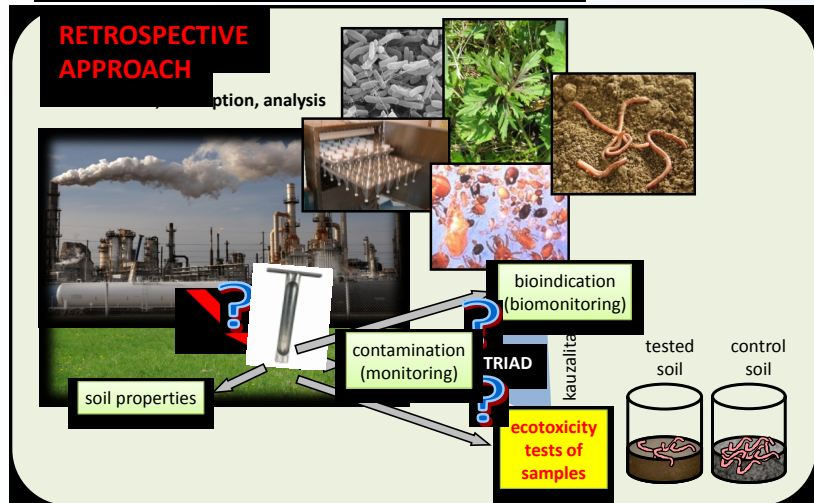 RETROSPECTIVE
APPROACH
analysis
bioindication
(biomonitoring)
?
?
contamination
(monitoring)
TRIAD
kauzalita
tested
soil
control
soil
soil properties
?
ecotoxicity
tests of
samples